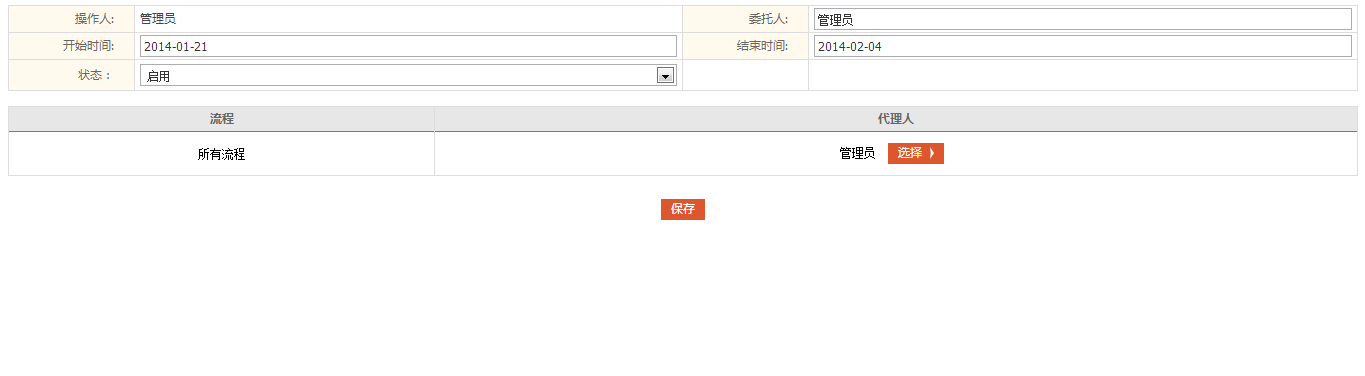 操作人: 管理员 委托人: 管理员
开始时间: 2014-01-21 结束时间: 2014-02-04
状态： 启用
流程 代理人
所有流程 管理员 选择
保存